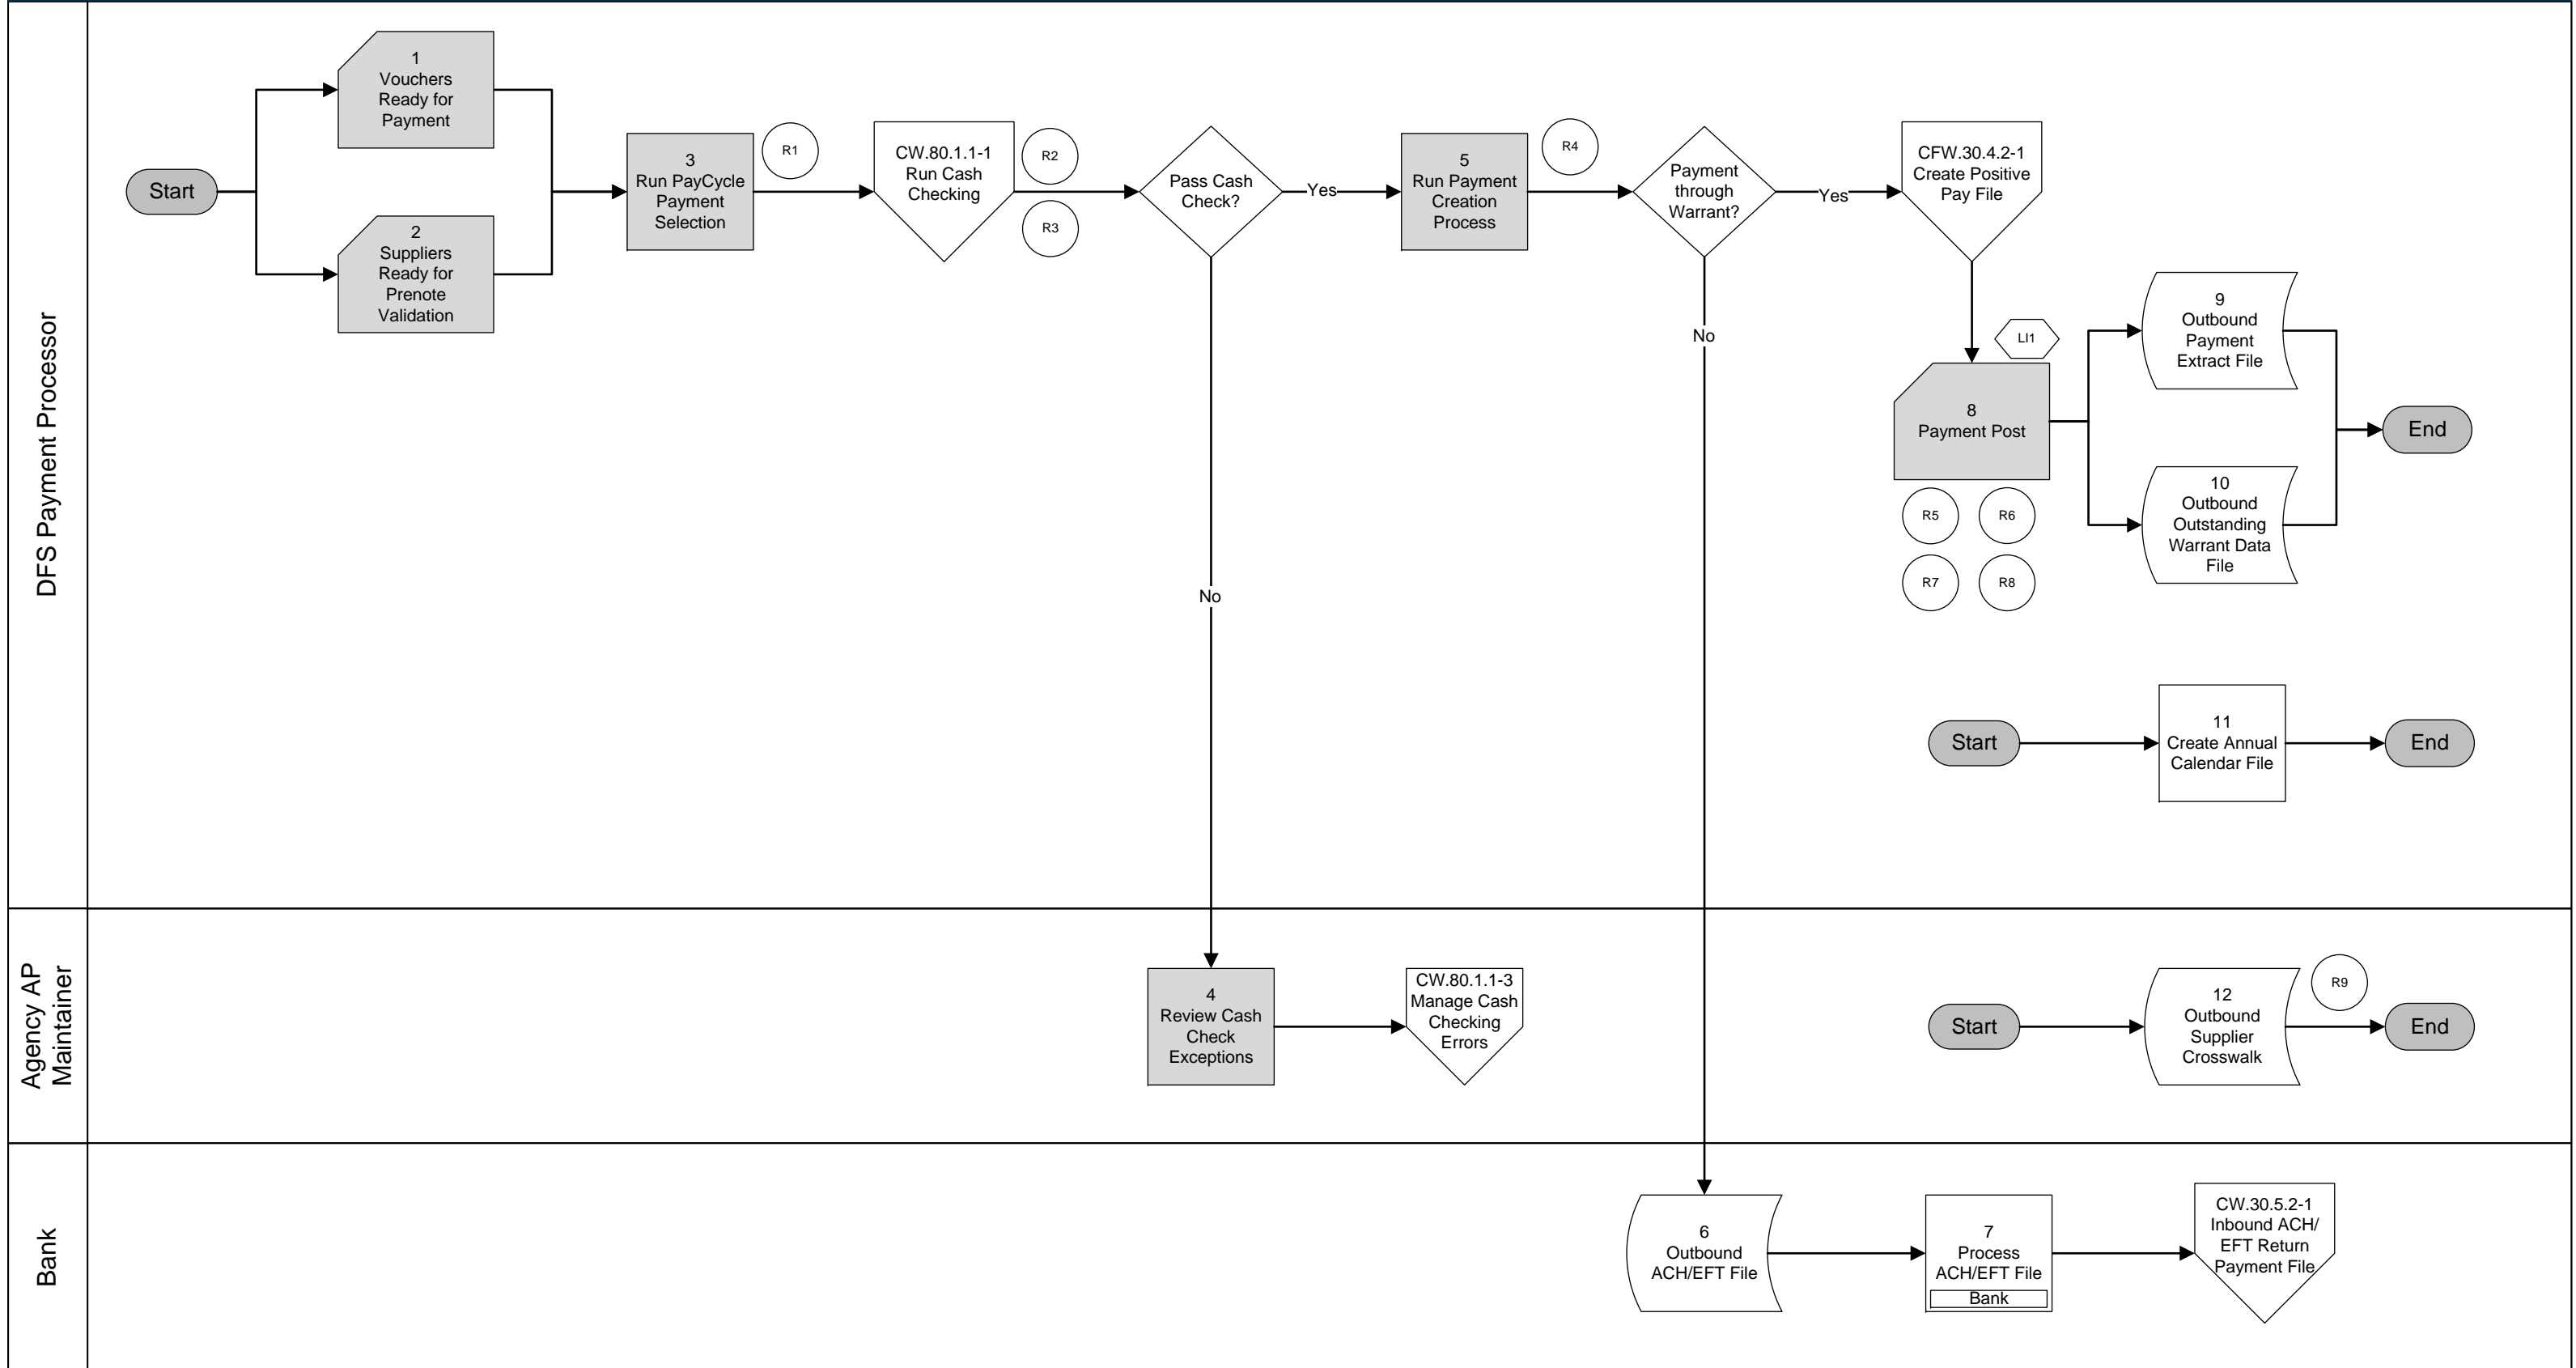 DFS Payment Processor
Start
1
Vouchers
Ready for
Payment
2
Suppliers
Ready for
Prenote
Validation
3
Run PayCycle
Payment
Selection
R1
CW.80.1.1-1
Run Cash
Checking
R2
R3
Pass Cash
Check?
Yes
No
5
Run Payment
Creation
Process
R4
Payment
through
Warrant?
Yes
No
CFW.30.4.2-1
Create Positive
Pay File
LI1
8
Payment Post
R5
R6
R7
R8
9
Outbound
Payment
Extract File
10
Outbound
Outstanding
Warrant Data
File
End
Start
11
Create Annual
Calendar File
End
Agency AP
Maintainer
4
Review Cash
Check
Exceptions
CW.80.1.1-3
Manage Cash
Checking
Errors
Start
12
Outbound
Supplier
Crosswalk
R9
End
Bank
6
Outbound
ACH/EFT File
7
Process
ACH/EFT File
Bank
CW.30.5.2-1
Inbound ACH/
EFT Return
Payment File